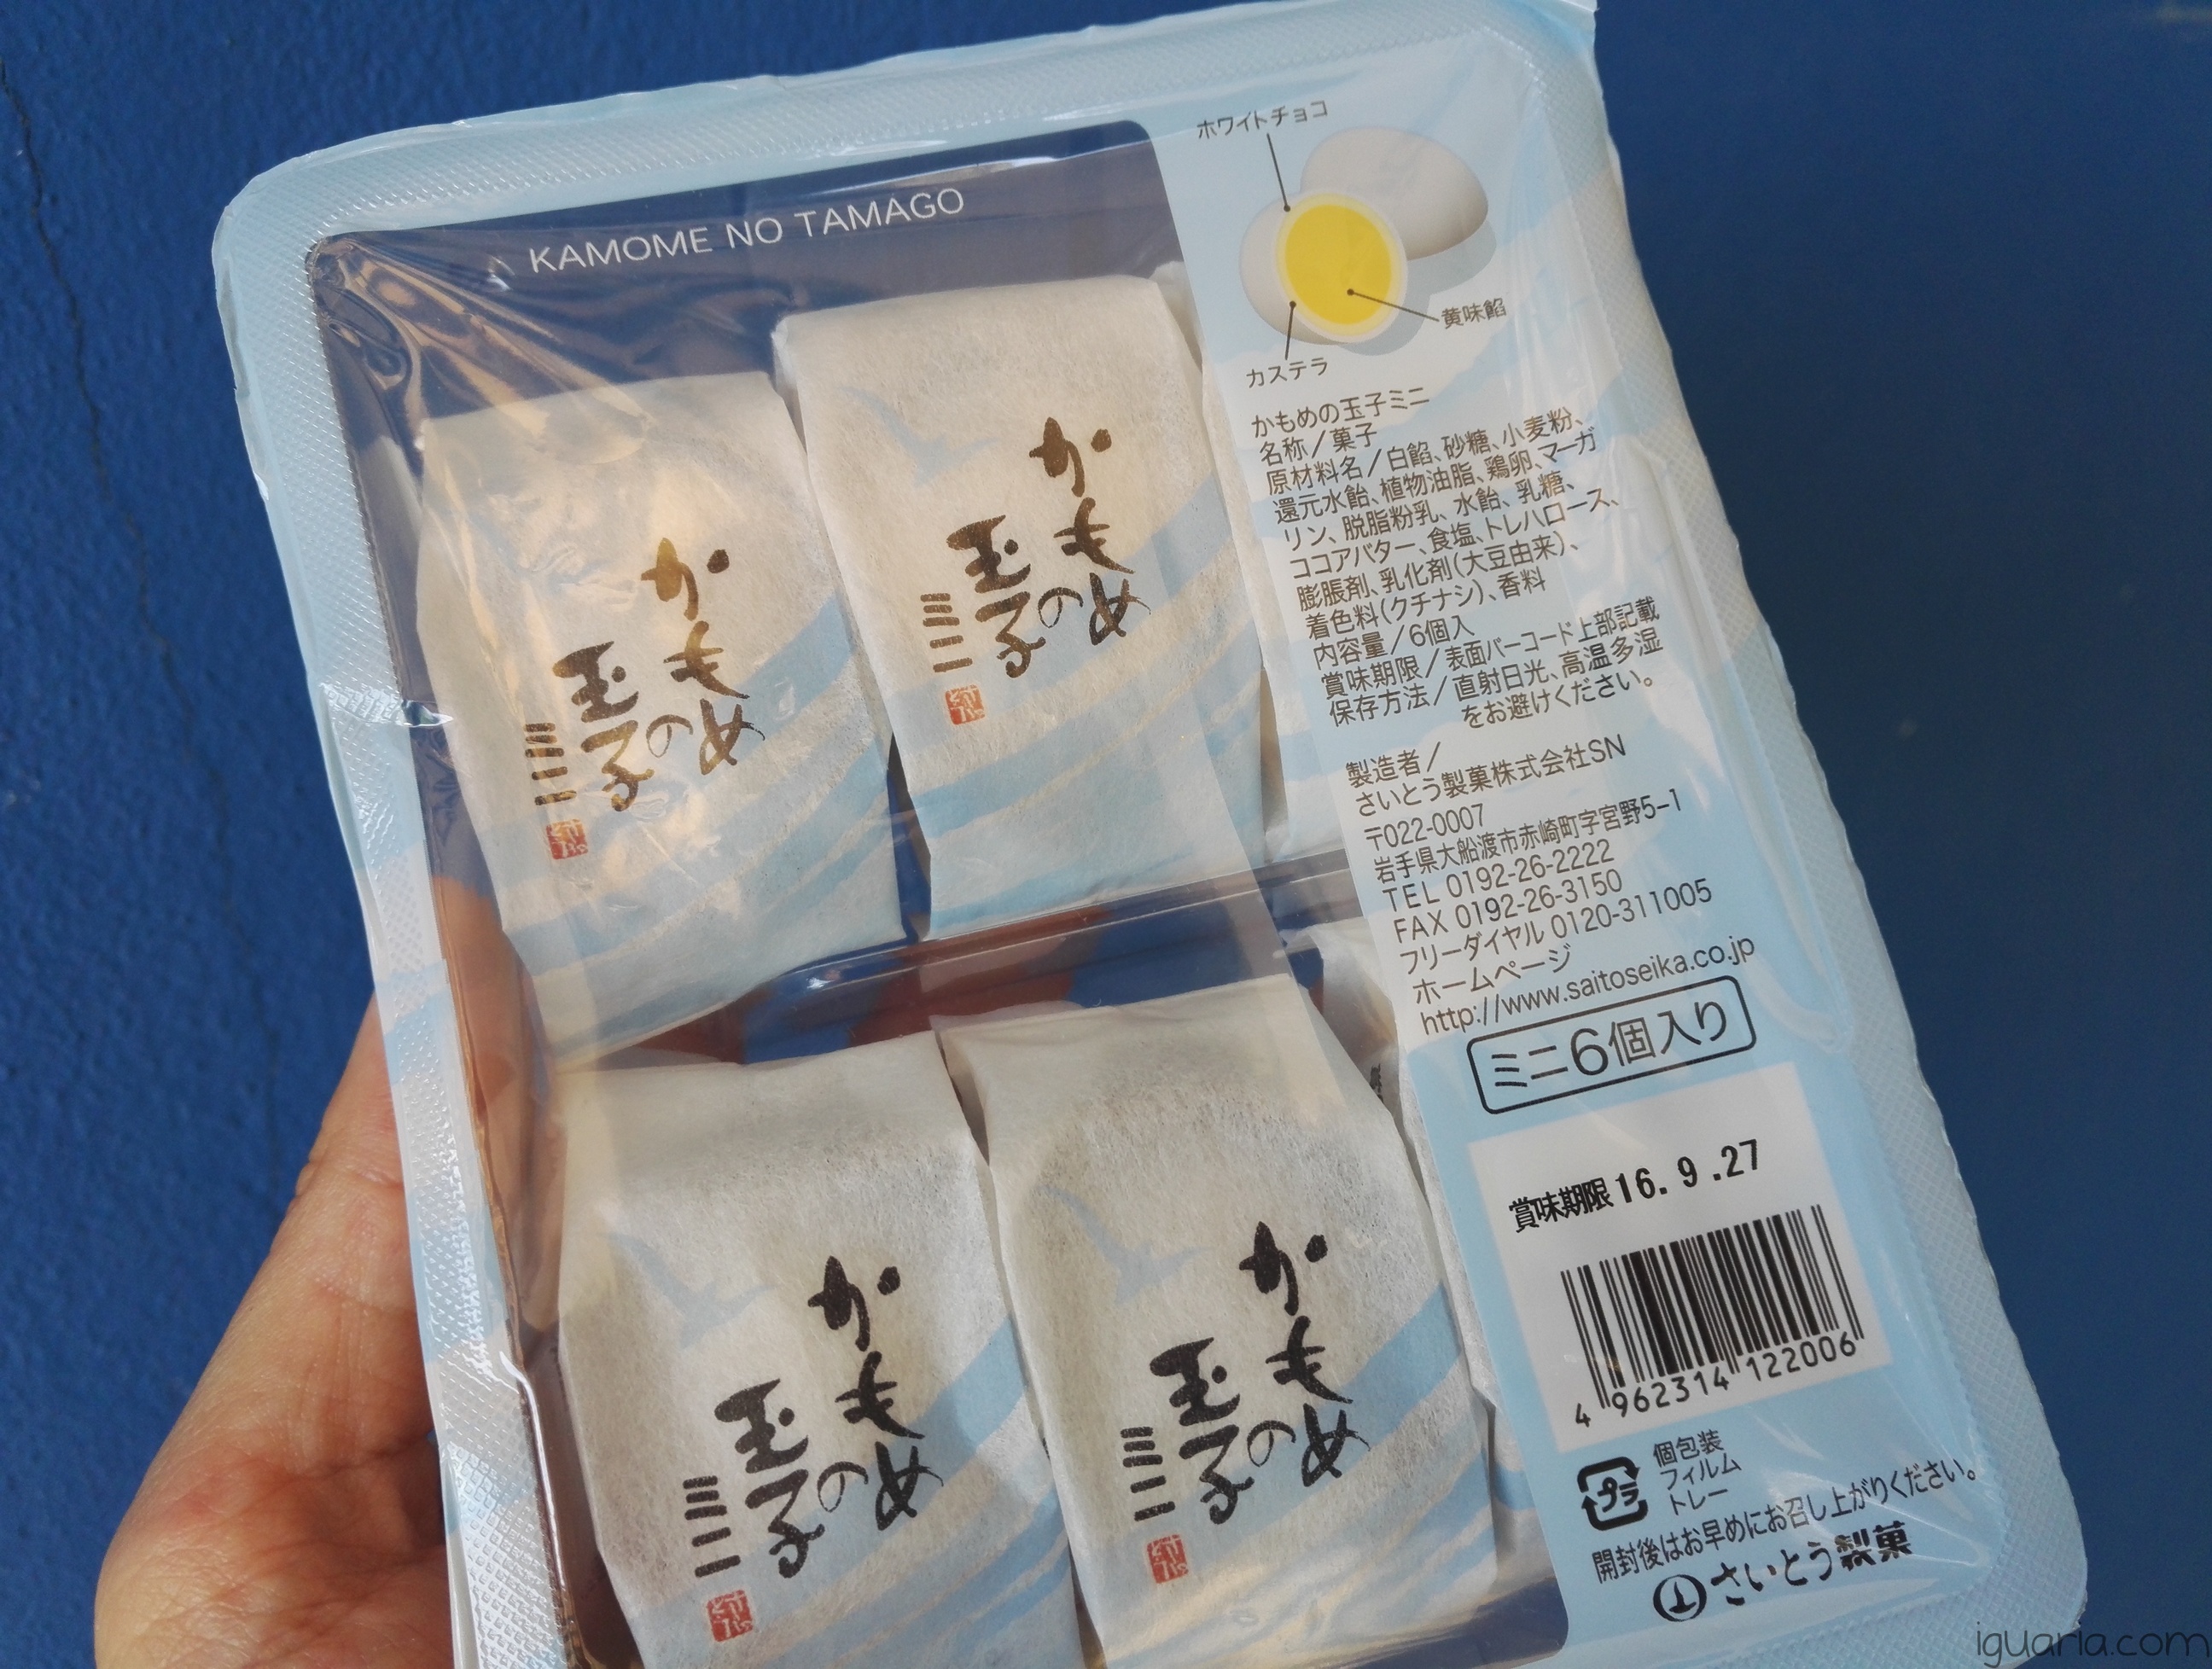 KAMOME NO TAMAGO
ホワイトチョコ
黄味餡
カステラ
かもめの玉子ミニ
名称／菓子
原材料名／白餡、砂糖、小麦粉、
還元水飴、植物油脂、鶏卵、マーガ
リン、脱脂粉乳、水飴、乳糖、
ココアバター、食塩、トレハロース、
膨脹剤、乳化剤(大豆由来)、
着色料(クチナシ)、香料
内容量／6個入
賞味期限／表面バーコード上部記載
保存方法／直射日光、高温多湿
をお避けください。
製造者／
さいとう製菓株式会社SN
〒022-0007
岩手県大船渡市赤崎町字宮野5-1
TEL 0192-26-2222
FAX 0192-26-3150
フリーダイヤル 0120-311005
ホームページ
http://www.saitoseika.co.jp
ミニ6個入り
賞味期限 16. 9 .27
4 962314 122006
プラ
個包装
フィルム
トレー
開封後はお早めにお召し上がりください。
さいとう製菓
かもめの
玉子
ミニ
かもめの
玉子
ミニ
かもめの
玉子
ミニ
かもめの
玉子
ミニ
iguaria.com